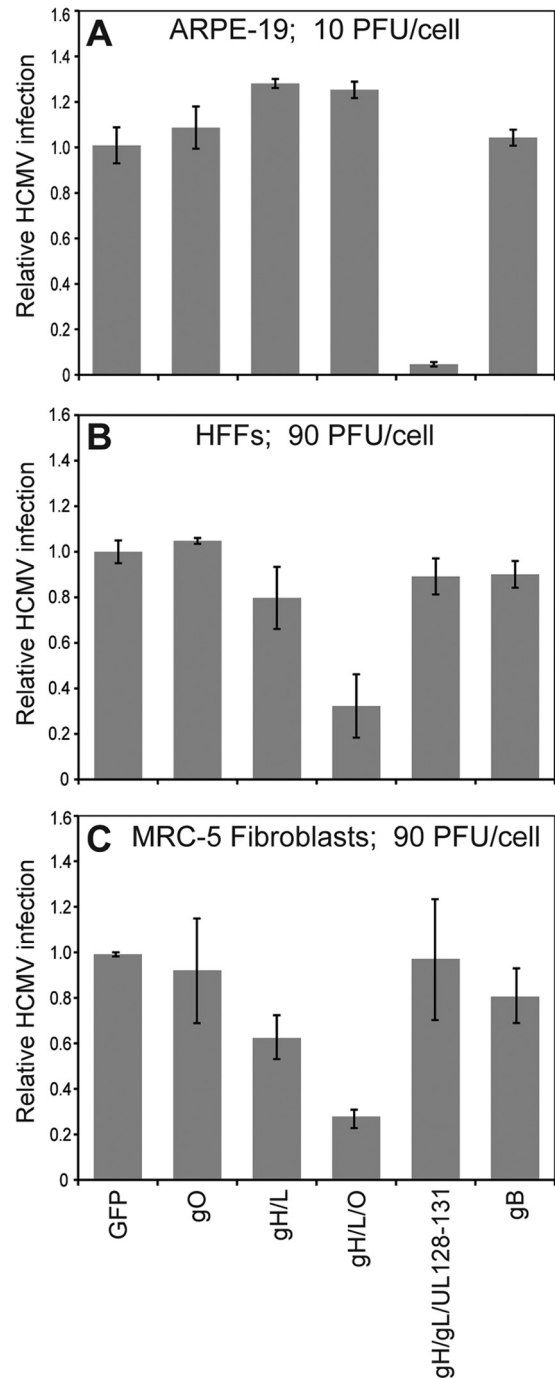 A ARPE-19; 10 PFU/cell
Relative HCMV infection
1.6
1.4
1.2
1.0
0.8
0.6
0.4
0.2
0
B HFFs; 90 PFU/cell
Relative HCMV infection
1.6
1.4
1.2
1.0
0.8
0.6
0.4
0.2
0
C MRC-5 Fibroblasts; 90 PFU/cell
Relative HCMV infection
1.6
1.4
1.2
1.0
0.8
0.6
0.4
0.2
0
GFP
gO
gH/L
gH/L/O
gH/gL/UL128-131
gB